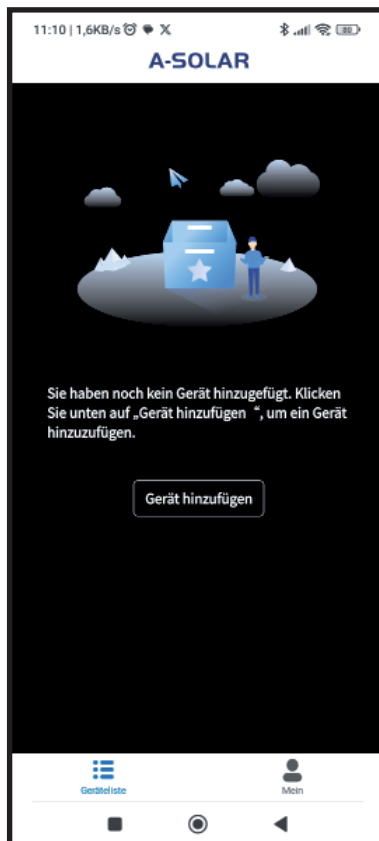 11:10 | 1,6KB/s
A-SOLAR
Sie haben noch kein Gerät hinzugefügt. Klicken
Sie unten auf „Gerät hinzufügen “, um ein Gerät
hinzuzufügen.
Gerät hinzufügen
Geräteliste
Mein